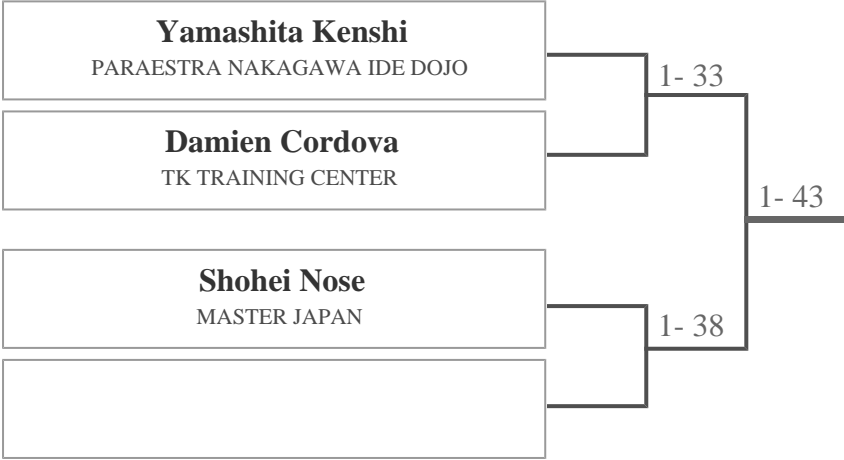 Yamashita Kenshi
PARAESTRA NAKAGAWA IDE DOJO
1- 33
Damien Cordova
TK TRAINING CENTER
1- 43
Shohei Nose
MASTER JAPAN
1- 38